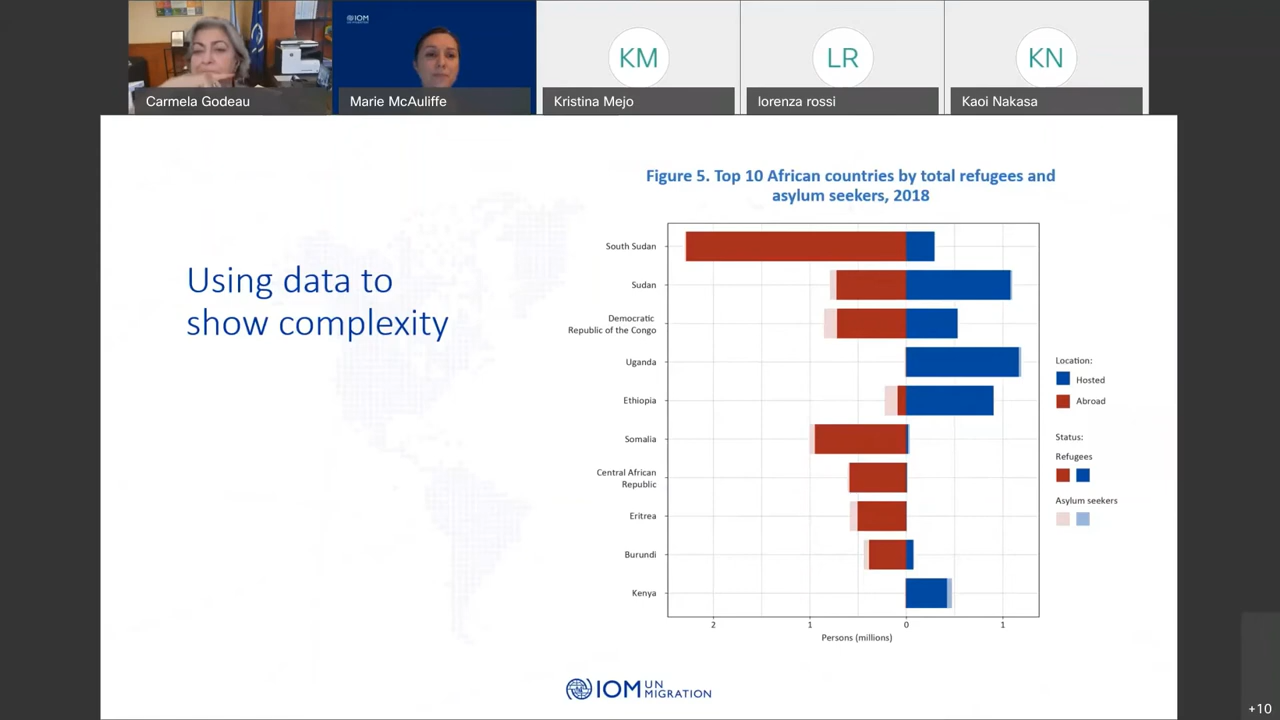 IOM
UN MIGRATION
Carmela Godeau
Marie McAuliffe
KM
Kristina Mejo
LR
lorenza rossi
KN
Kaoi Nakasa
Using data to
show complexity
Figure 5. Top 10 African countries by total refugees and
asylum seekers, 2018
South Sudan
Sudan
Democratic
Republic of the Congo
Uganda
Ethiopia
Somalia
Central African
Republic
Eritrea
Burundi
Kenya
2 1 0 1
Persons (millions)
Location:
Hosted
Abroad
Status:
Refugees
Asylum seekers
IOM UN
MIGRATION
+10